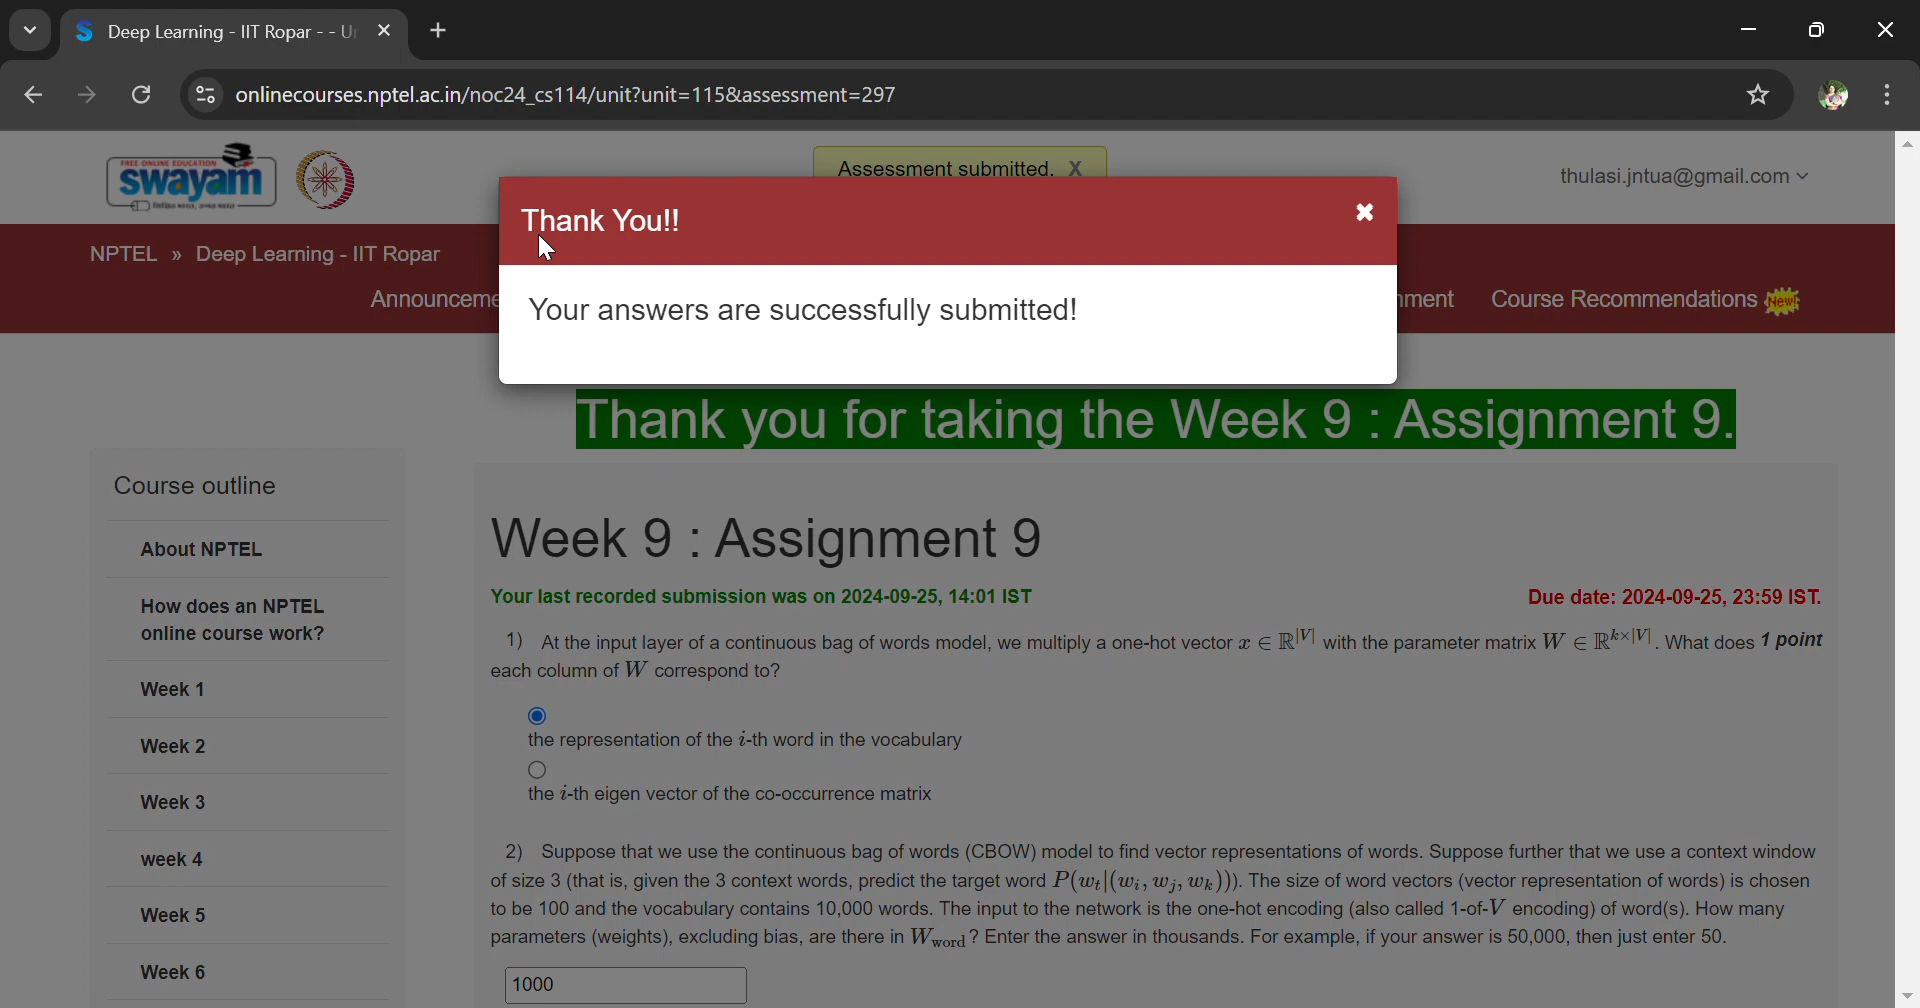 Deep Learning - IIT Ropar - - U
onlinecourses.nptel.ac.in/noc24_cs114/unit?unit=115&assessment=297
FREE ONLINE EDUCATION
swayam
Assessment submitted. X
thulasi.jntua@gmail.com
Thank You!!
NPTEL » Deep Learning - IIT Ropar
Announceme
nment
Course Recommendations New!
Your answers are successfully submitted!
Thank you for taking the Week 9 : Assignment 9.
Course outline
About NPTEL
How does an NPTEL
online course work?
Week 1
Week 2
Week 3
week 4
Week 5
Week 6
Week 9 : Assignment 9
Your last recorded submission was on 2024-09-25, 14:01 IST
Due date: 2024-09-25, 23:59 IST.
1) At the input layer of a continuous bag of words model, we multiply a one-hot vector x ∈ ℝ^|V| with the parameter matrix W ∈ ℝ^k×|V|. What does 1 point
each column of W correspond to?
the representation of the i-th word in the vocabulary
the i-th eigen vector of the co-occurrence matrix
2) Suppose that we use the continuous bag of words (CBOW) model to find vector representations of words. Suppose further that we use a context window
of size 3 (that is, given the 3 context words, predict the target word P(w_t|(w_i, w_j, w_k))). The size of word vectors (vector representation of words) is chosen
to be 100 and the vocabulary contains 10,000 words. The input to the network is the one-hot encoding (also called 1-of-V encoding) of word(s). How many
parameters (weights), excluding bias, are there in W_word? Enter the answer in thousands. For example, if your answer is 50,000, then just enter 50.
1000